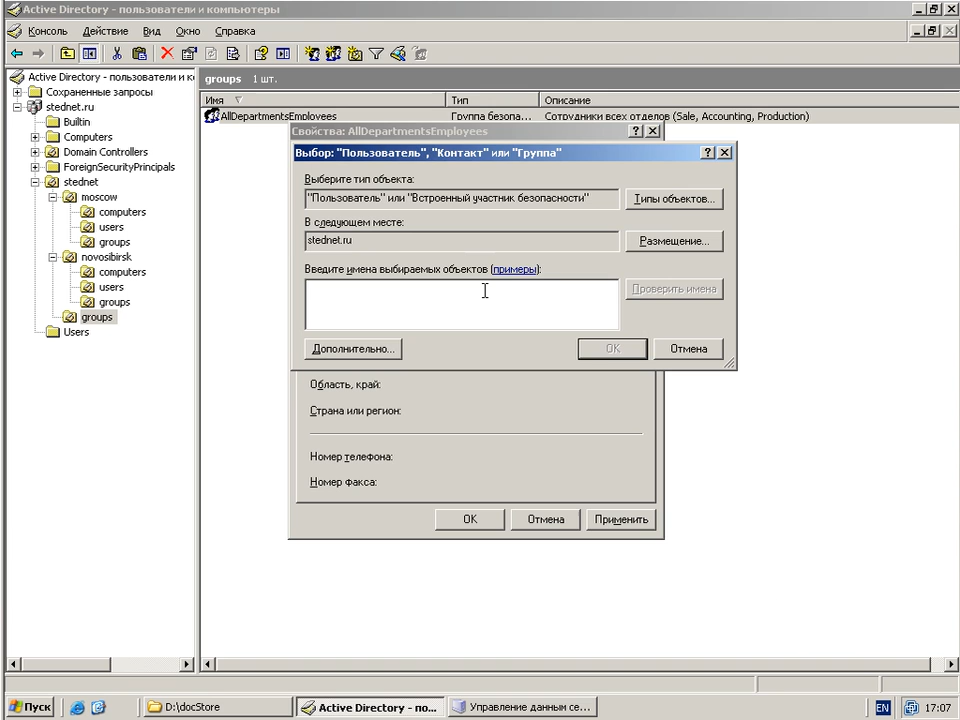 Active Directory - пользователи и компьютеры
Консоль Действие Вид Окно Справка
Active Directory - пользователи и к
Сохраненные запросы
stednet.ru
Builtin
Computers
Domain Controllers
ForeignSecurityPrincipals
stednet
moscow
computers
users
groups
novosibirsk
computers
users
groups
groups
Users
groups 1 шт.
Имя Тип Описание
AllDepartmentsEmployees Группа безопа... Сотрудники всех отделов (Sale, Accounting, Production)
Свойства: AllDepartmentsEmployees
Выбор: "Пользователь", "Контакт" или "Группа"
Выберите тип объекта:
"Пользователь" или "Встроенный участник безопасности"
Типы объектов...
В следующем месте:
stednet.ru
Размещение...
Введите имена выбираемых объектов (примеры):
Проверить имена
Дополнительно...
OK
Отмена
Область, край:
Страна или регион:
Номер телефона:
Номер факса:
OK
Отмена
Применить
Пуск
D:\docStore
Active Directory - по...
Управление данным се...
EN
17:07